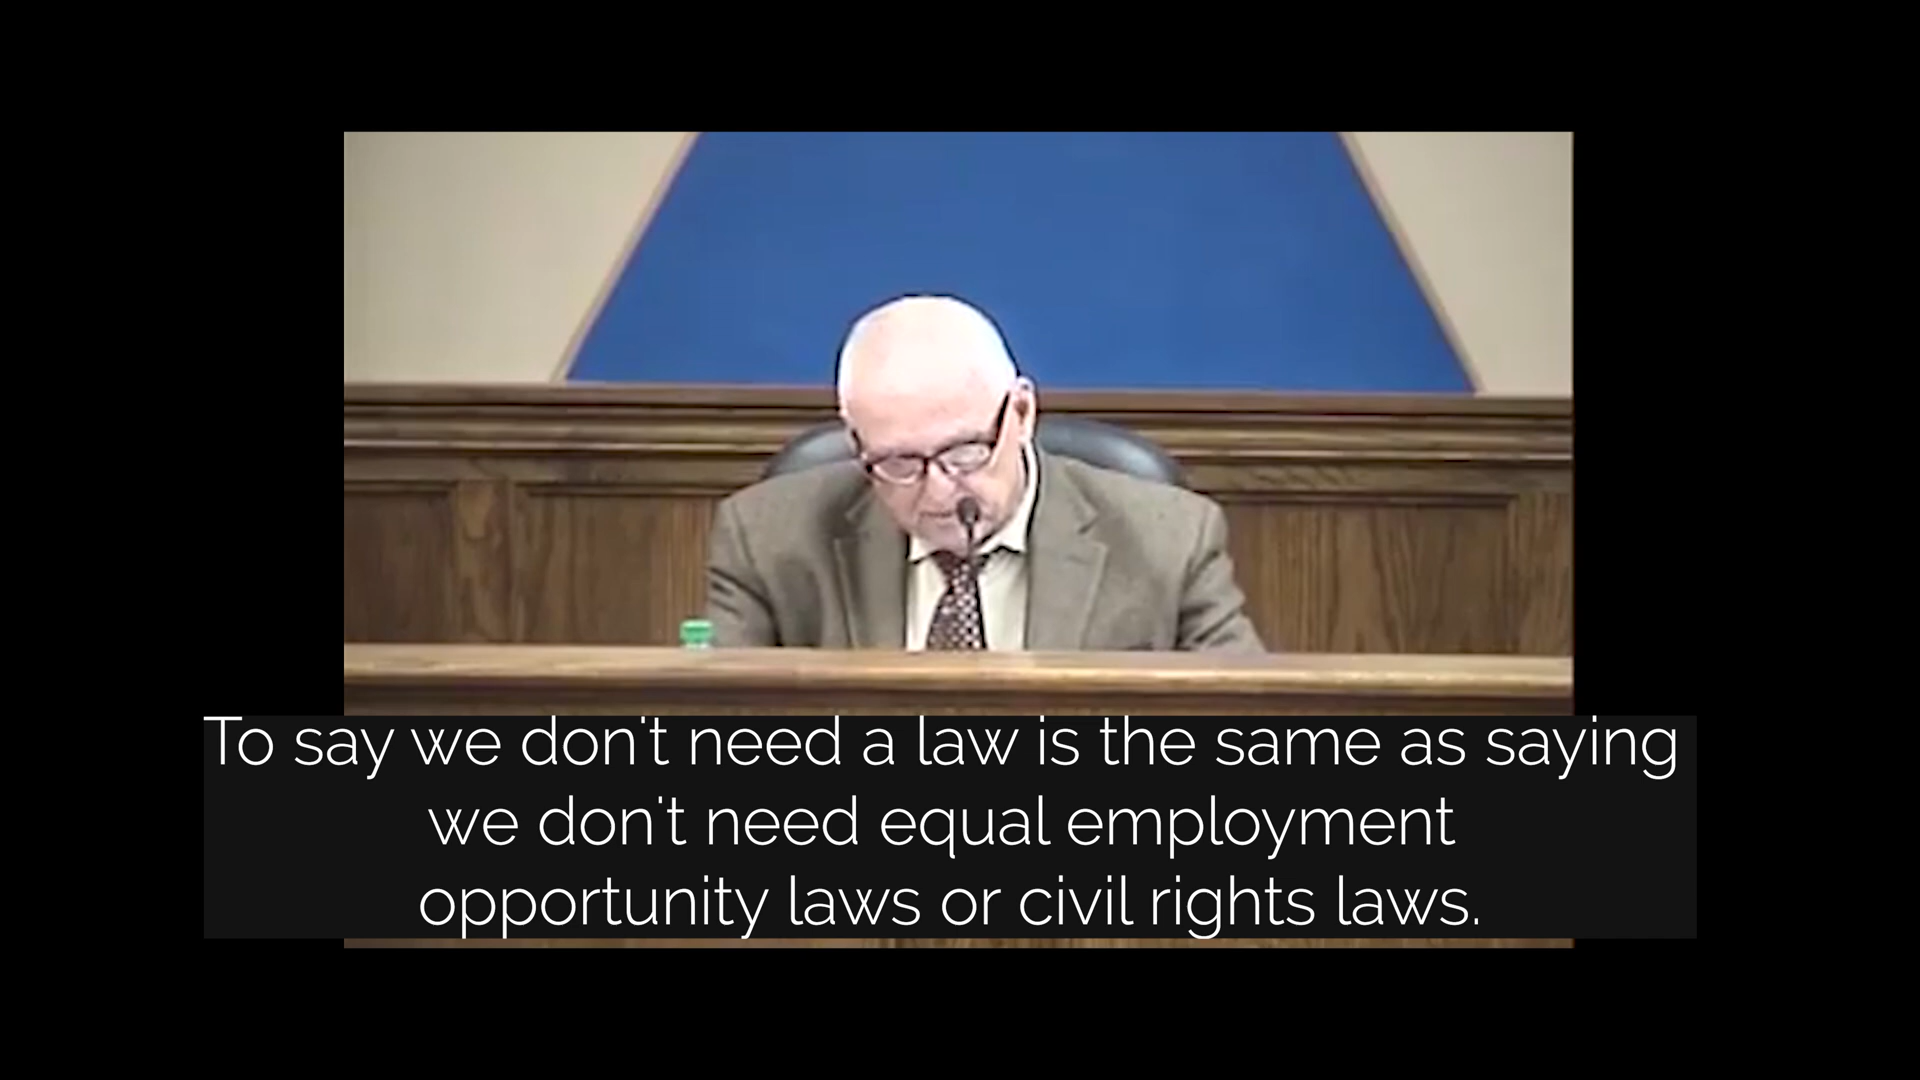 To say we don't need a law is the same as saying
we don't need equal employment
opportunity laws or civil rights laws.